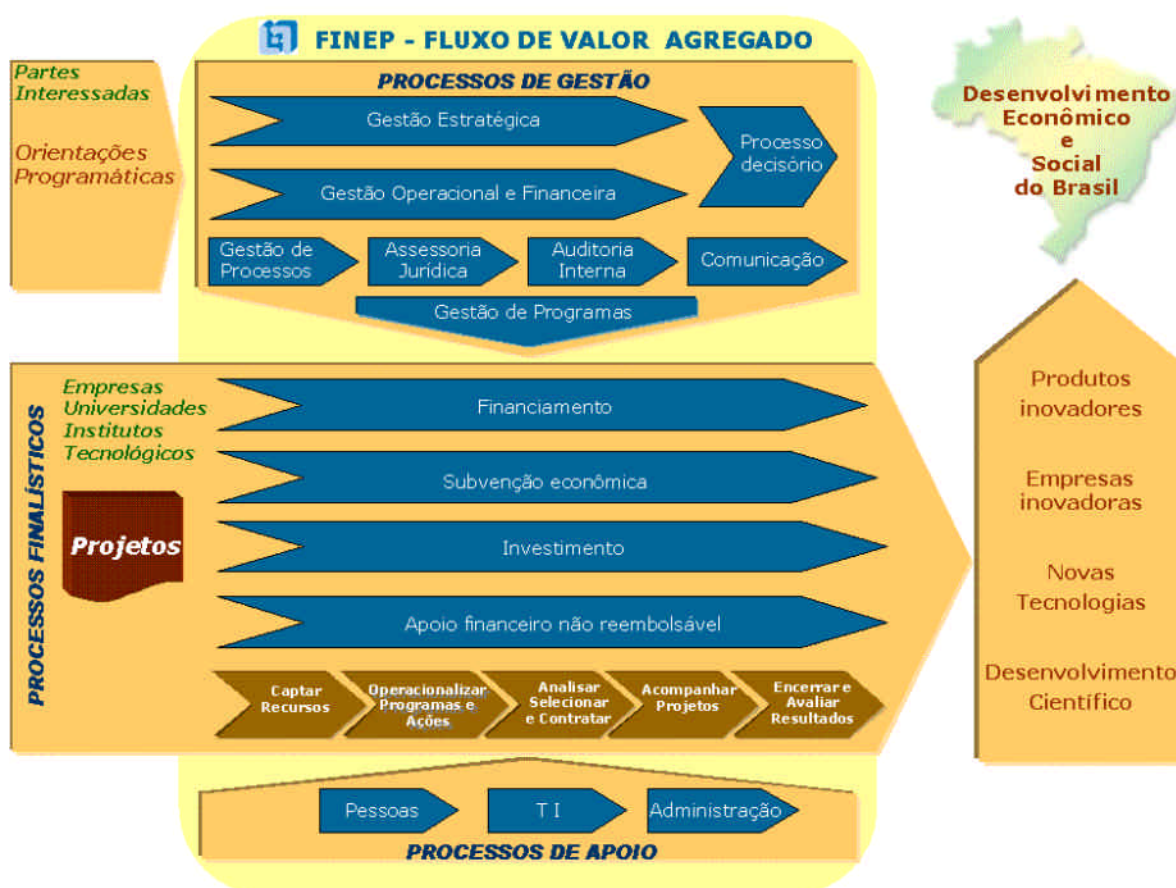 FINEP - FLUXO DE VALOR AGREGADO
Partes
Interessadas
Orientações
Programáticas
PROCESSOS DE GESTÃO
Gestão Estratégica
Gestão Operacional e Financeira
Processo
decisório
Gestão de
Processos
Assessoria
Jurídica
Auditoria
Interna
Comunicação
Gestão de Programas
Desenvolvimento
Econômico
e
Social
do Brasil
PROCESSOS FINALÍSTICOS
Empresas
Universidades
Institutos
Tecnológicos
Projetos
Financiamento
Subvenção econômica
Investimento
Apoio financeiro não reembolsável
Captar
Recursos
Operacionalizar
Programas e
Ações
Analisar
Selecionar
e Contratar
Acompanhar
Projetos
Encerrar e
Avaliar
Resultados
Produtos
inovadores
Empresas
inovadoras
Novas
Tecnologias
Desenvolvimento
Científico
Pessoas
T I
Administração
PROCESSOS DE APOIO